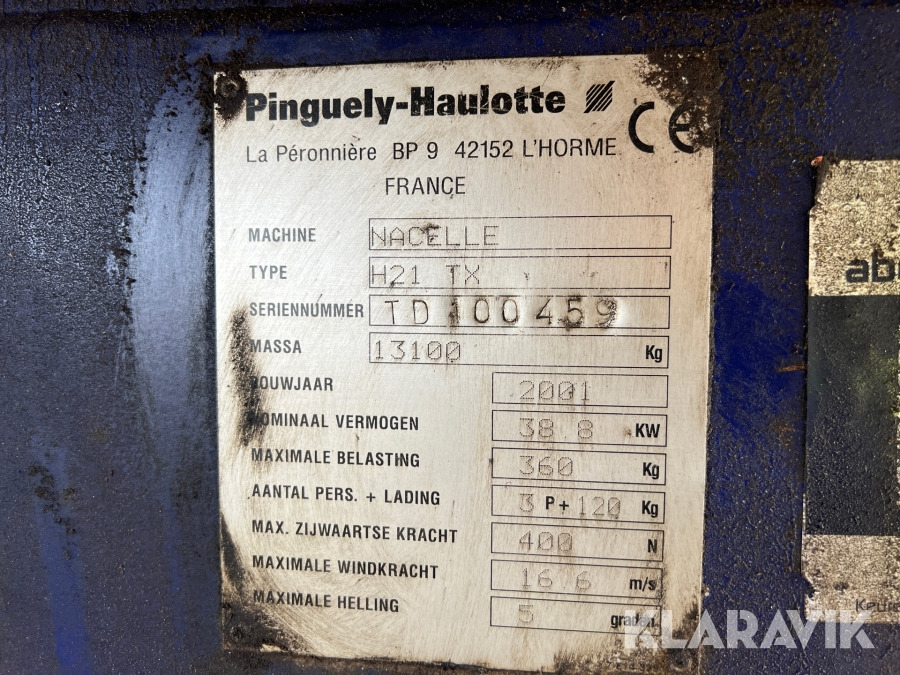 Pinguely-Haulotte
CE
La Péronnière BP 9 42152 L'HORME
FRANCE
MACHINE NACELLE
TYPE H21 TX
SERIENNUMMER TD100459
MASSA 13100 Kg
BOUWJAAR 2001
NOMINAAL VERMOGEN 38.8 KW
MAXIMALE BELASTING 360 Kg
AANTAL PERS. + LADING 3 P+ 120 Kg
MAX. ZIJWAARTSE KRACHT 400 N
MAXIMALE WINDKRACHT 16.6 m/s
MAXIMALE HELLING 5 graden.
KLARAVIK